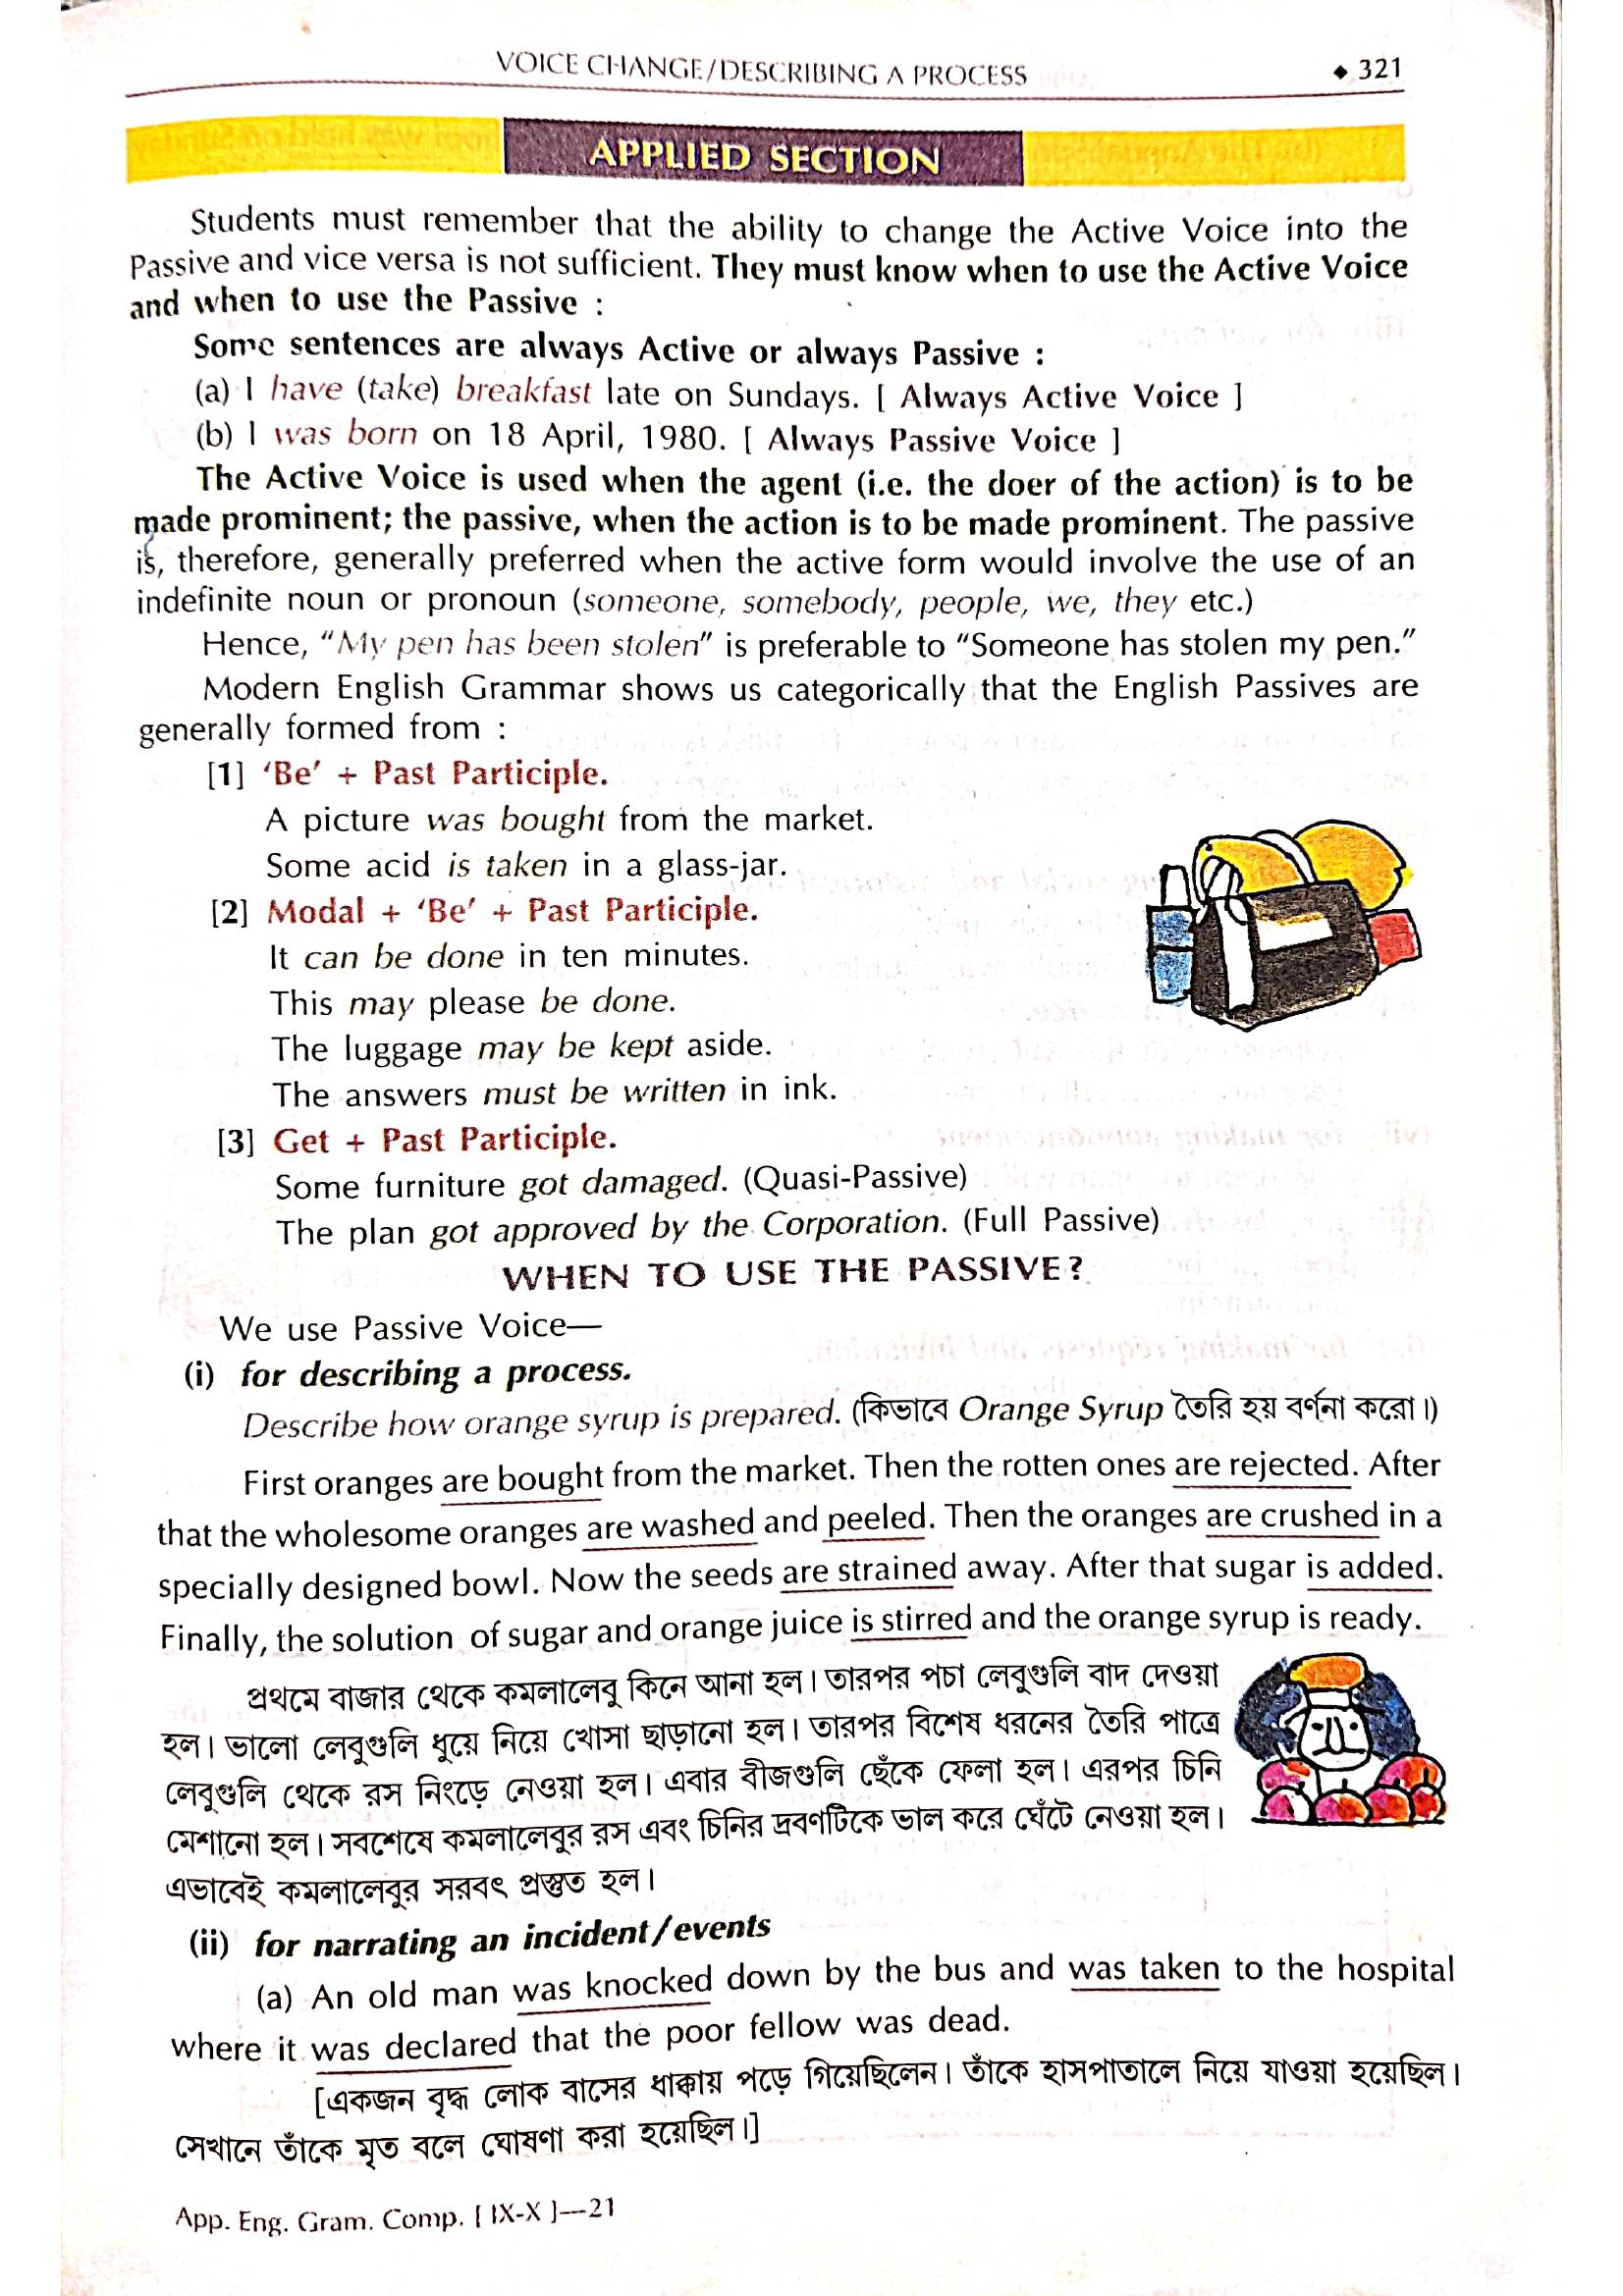 VOICE CHANGE/DESCRIBING A PROCESS ◆ 321
APPLIED SECTION
Students must remember that the ability to change the Active Voice into the
Passive and vice versa is not sufficient. They must know when to use the Active Voice
and when to use the Passive :
Some sentences are always Active or always Passive :
(a) I have (take) breakfast late on Sundays. [ Always Active Voice ]
(b) I was born on 18 April, 1980. [ Always Passive Voice ]
The Active Voice is used when the agent (i.e. the doer of the action) is to be
made prominent; the passive, when the action is to be made prominent. The passive
is, therefore, generally preferred when the active form would involve the use of an
indefinite noun or pronoun (someone, somebody, people, we, they etc.)
Hence, “My pen has been stolen” is preferable to “Someone has stolen my pen.”
Modern English Grammar shows us categorically that the English Passives are
generally formed from :
[1] ‘Be’ + Past Participle.
A picture was bought from the market.
Some acid is taken in a glass-jar.
[2] Modal + ‘Be’ + Past Participle.
It can be done in ten minutes.
This may please be done.
The luggage may be kept aside.
The answers must be written in ink.
[3] Get + Past Participle.
Some furniture got damaged. (Quasi-Passive)
The plan got approved by the Corporation. (Full Passive)
WHEN TO USE THE PASSIVE?
We use Passive Voice—
(i) for describing a process.
Describe how orange syrup is prepared. (কিভাবে Orange Syrup তৈরি হয় বর্ণনা করো।)
First oranges are bought from the market. Then the rotten ones are rejected. After
that the wholesome oranges are washed and peeled. Then the oranges are crushed in a
specially designed bowl. Now the seeds are strained away. After that sugar is added.
Finally, the solution of sugar and orange juice is stirred and the orange syrup is ready.
প্রথমে বাজার থেকে কমলালেবু কিনে আনা হল। তারপর পচা লেবুগুলি বাদ দেওয়া
হল। ভালো লেবুগুলি ধুয়ে নিয়ে খোসা ছাড়ানো হল। তারপর বিশেষ ধরনের তৈরি পাত্রে
লেবুগুলি থেকে রস নিংড়ে নেওয়া হল। এবার বীজগুলি ছেঁকে ফেলা হল। এরপর চিনি
মেশানো হল। সবশেষে কমলালেবুর রস এবং চিনির দ্রবণটিকে ভাল করে ঘেঁটে নেওয়া হল।
এভাবেই কমলালেবুর সরবৎ প্রস্তুত হল।
(ii) for narrating an incident/events
(a) An old man was knocked down by the bus and was taken to the hospital
where it was declared that the poor fellow was dead.
[একজন বৃদ্ধ লোক বাসের ধাক্কায় পড়ে গিয়েছিলেন। তাঁকে হাসপাতালে নিয়ে যাওয়া হয়েছিল।
সেখানে তাঁকে মৃত বলে ঘোষণা করা হয়েছিল।]
App. Eng. Gram. Comp. [ IX-X ]—21